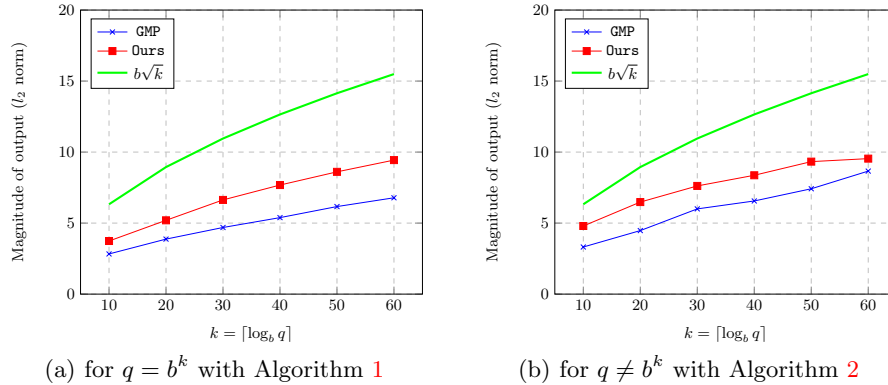 20
15
10
5
0
10 20 30 40 50 60
Magnitude of output (l₂ norm)
k = ⌈log_b q⌉
GMP
Ours
b√k
(a) for q = b^k with Algorithm 1
20
15
10
5
0
10 20 30 40 50 60
Magnitude of output (l₂ norm)
k = ⌈log_b q⌉
GMP
Ours
b√k
(b) for q ≠ b^k with Algorithm 2